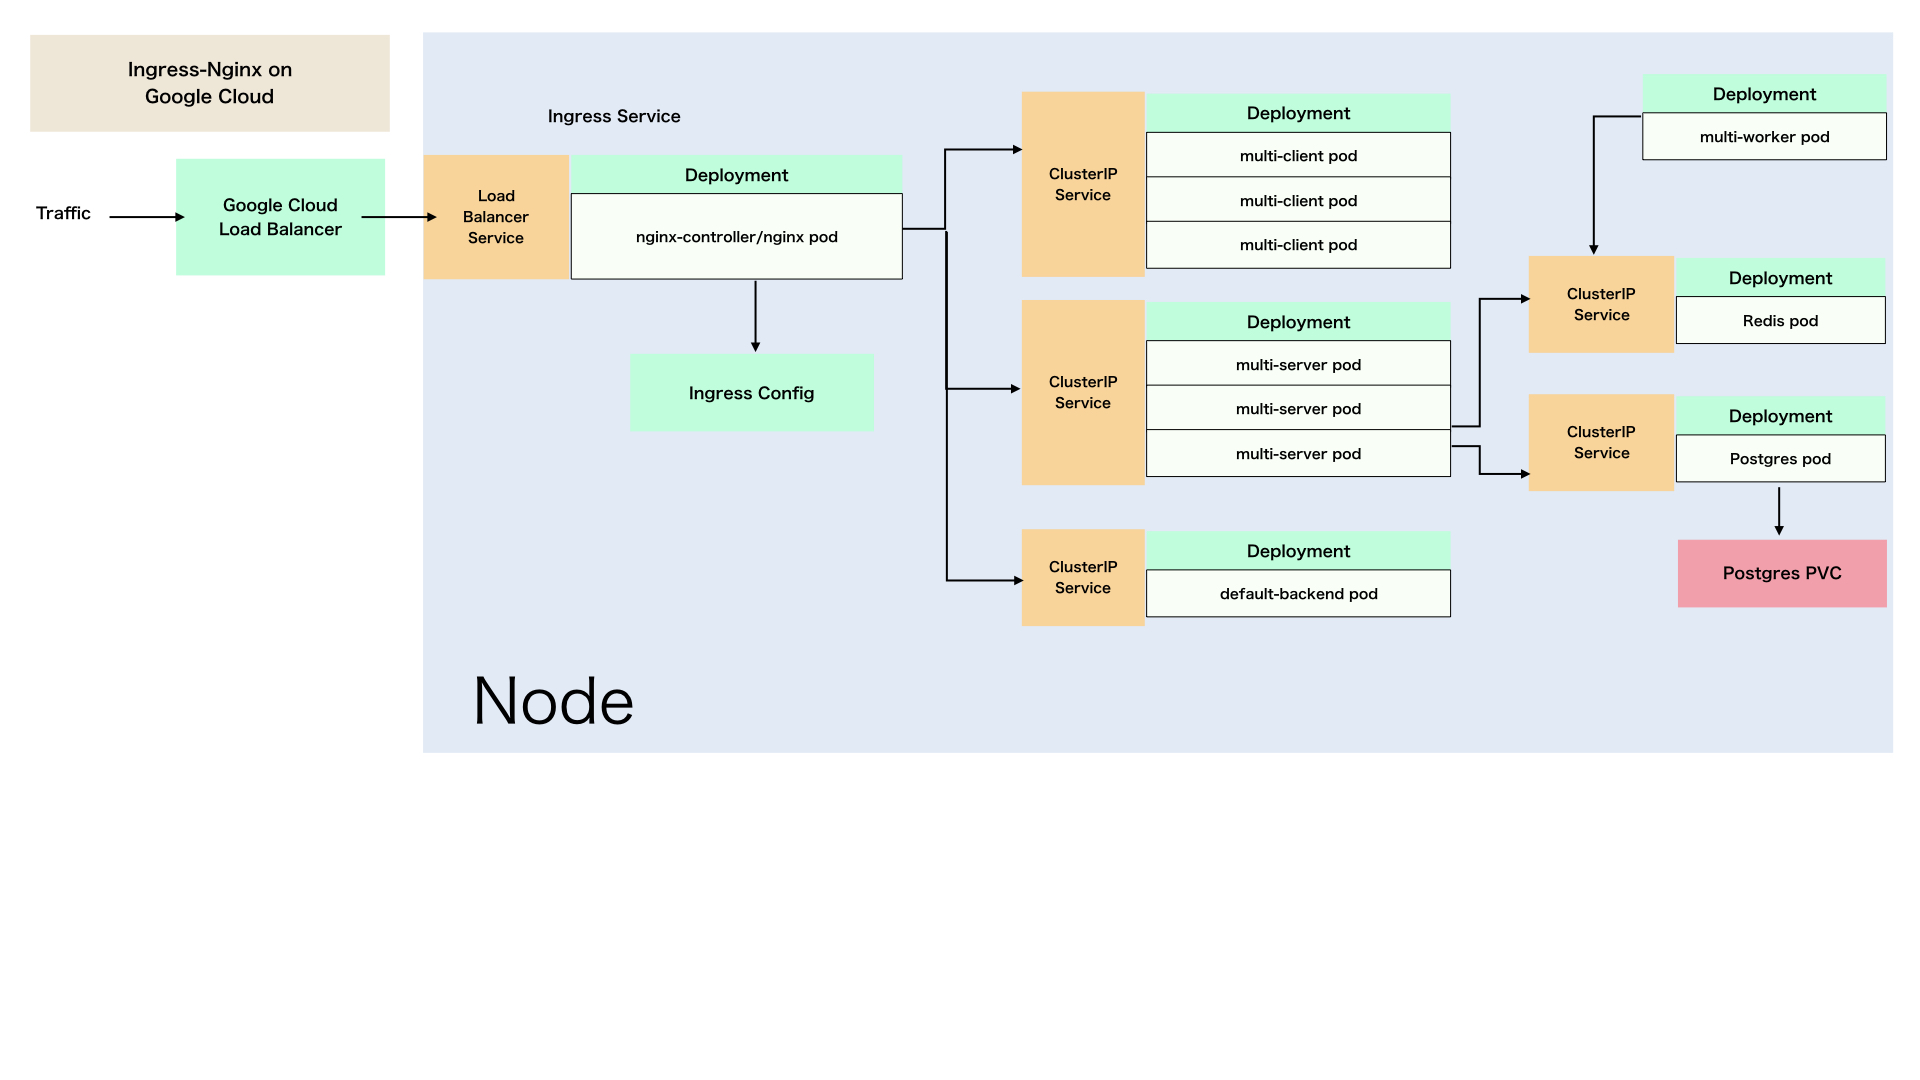 Ingress-Nginx on
Google Cloud
Traffic
Google Cloud
Load Balancer
Ingress Service
Load
Balancer
Service
Deployment
nginx-controller/nginx pod
Ingress Config
ClusterIP
Service
Deployment
multi-client pod
multi-client pod
multi-client pod
ClusterIP
Service
Deployment
multi-server pod
multi-server pod
multi-server pod
ClusterIP
Service
Deployment
default-backend pod
Deployment
multi-worker pod
ClusterIP
Service
Deployment
Redis pod
ClusterIP
Service
Deployment
Postgres pod
Postgres PVC
Node